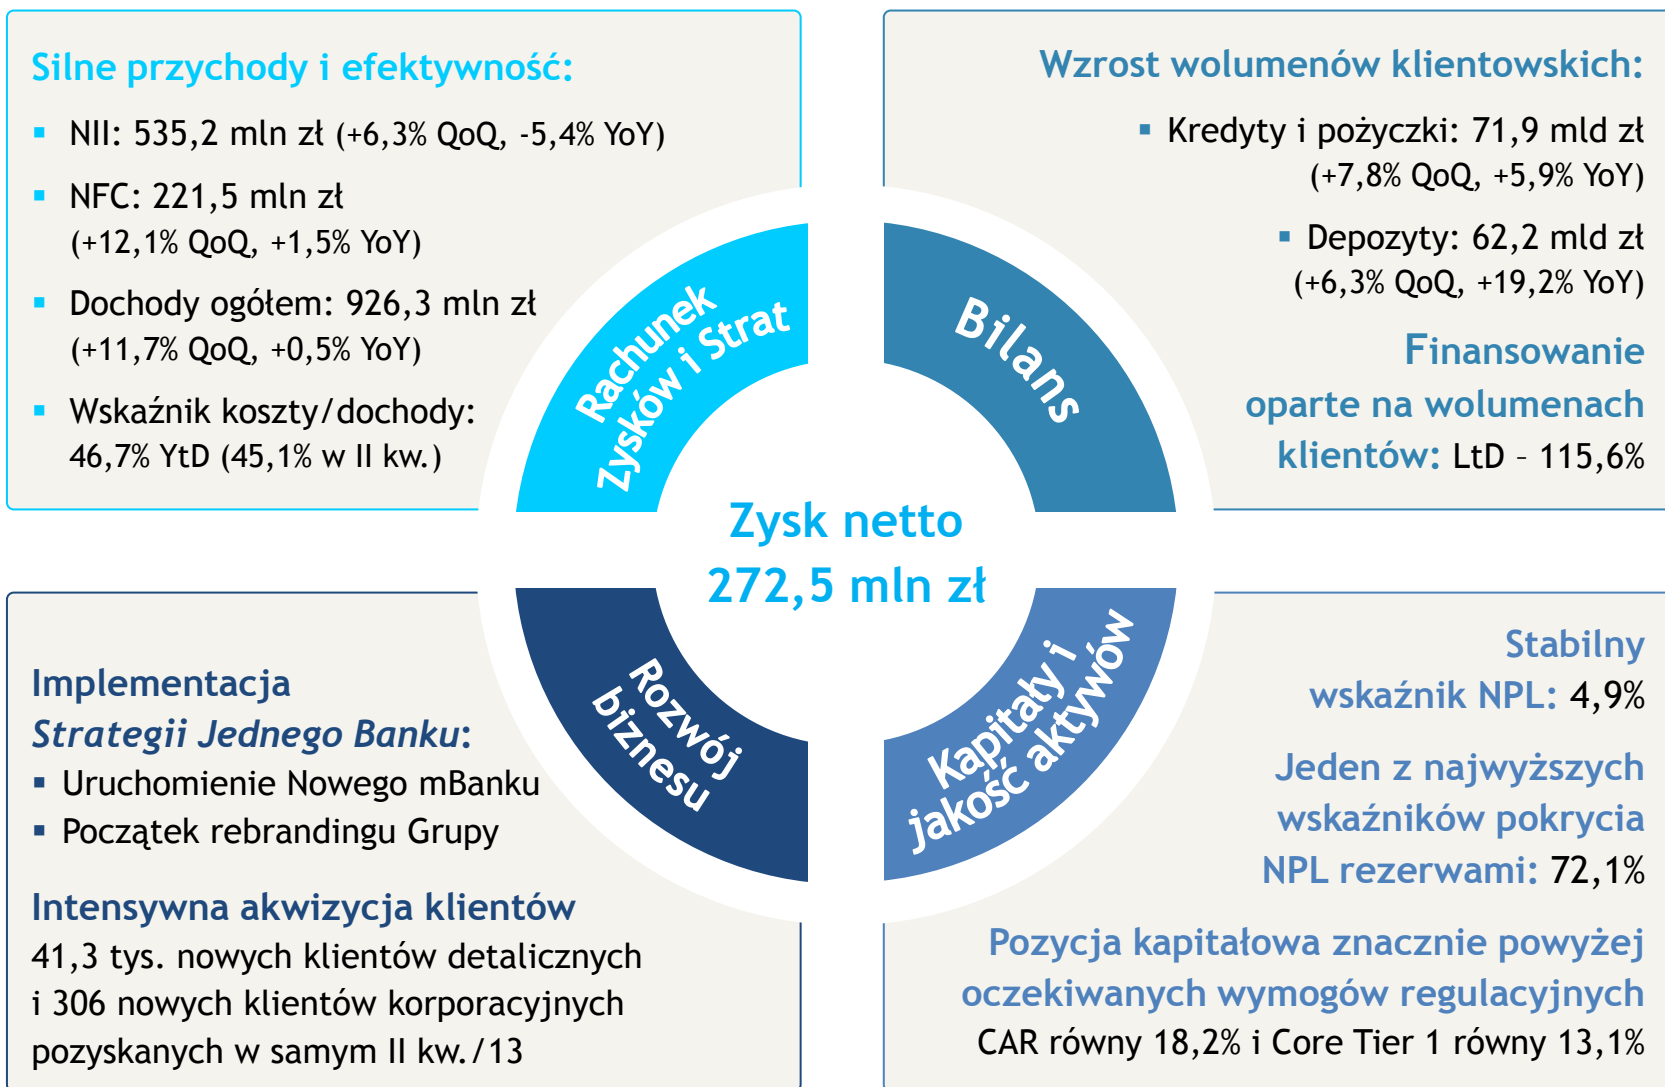 Silne przychody i efektywność:
▪ NII: 535,2 mln zł (+6,3% QoQ, -5,4% YoY)
▪ NFC: 221,5 mln zł
(+12,1% QoQ, +1,5% YoY)
▪ Dochody ogółem: 926,3 mln zł
(+11,7% QoQ, +0,5% YoY)
▪ Wskaźnik koszty/dochody:
46,7% YtD (45,1% w II kw.)
Wzrost wolumenów klientowskich:
▪ Kredyty i pożyczki: 71,9 mld zł
(+7,8% QoQ, +5,9% YoY)
▪ Depozyty: 62,2 mld zł
(+6,3% QoQ, +19,2% YoY)
Finansowanie
oparte na wolumenach
klientów: LtD – 115,6%
Rachunek
Zysków i Strat
Bilans
Zysk netto
272,5 mln zł
Rozwój
biznesu
Kapitały i
jakość aktywów
Implementacja
Strategii Jednego Banku:
▪ Uruchomienie Nowego mBanku
▪ Początek rebrandingu Grupy
Intensywna akwizycja klientów
41,3 tys. nowych klientów detalicznych
i 306 nowych klientów korporacyjnych
pozyskanych w samym II kw./13
Stabilny
wskaźnik NPL: 4,9%
Jeden z najwyższych
wskaźników pokrycia
NPL rezerwami: 72,1%
Pozycja kapitałowa znacznie powyżej
oczekiwanych wymogów regulacyjnych
CAR równy 18,2% i Core Tier 1 równy 13,1%